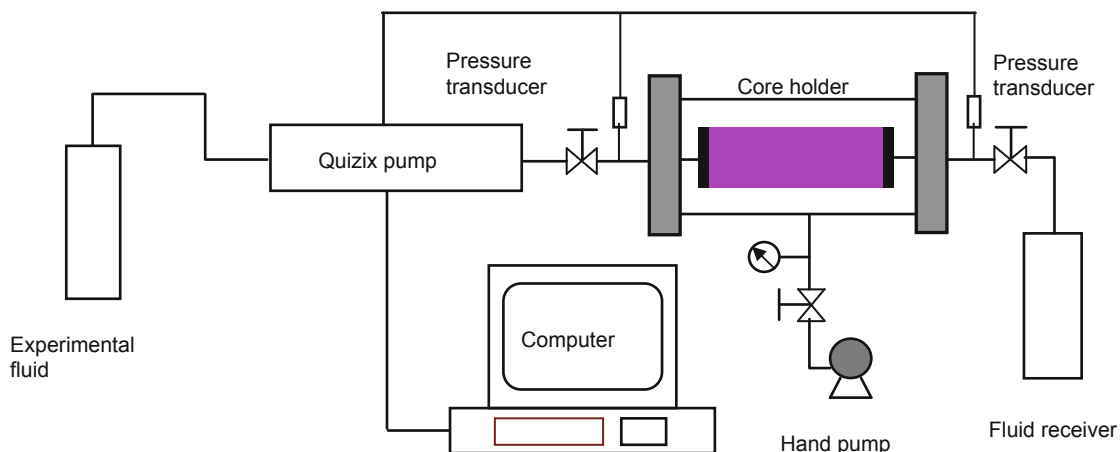 Pressure
transducer
Core holder
Pressure
transducer
Quizix pump
Computer
Experimental
fluid
Hand pump
Fluid receiver